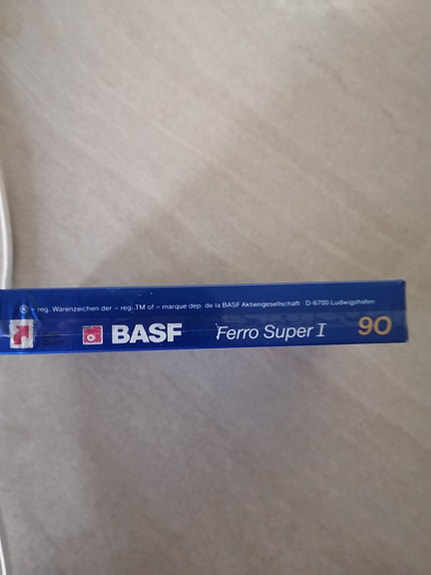 ® = reg. Warenzeichen der – reg. TM of – marque dep. de la BASF Aktiengesellschaft · D-6700 Ludwigshafen
BASF Ferro Super I 90